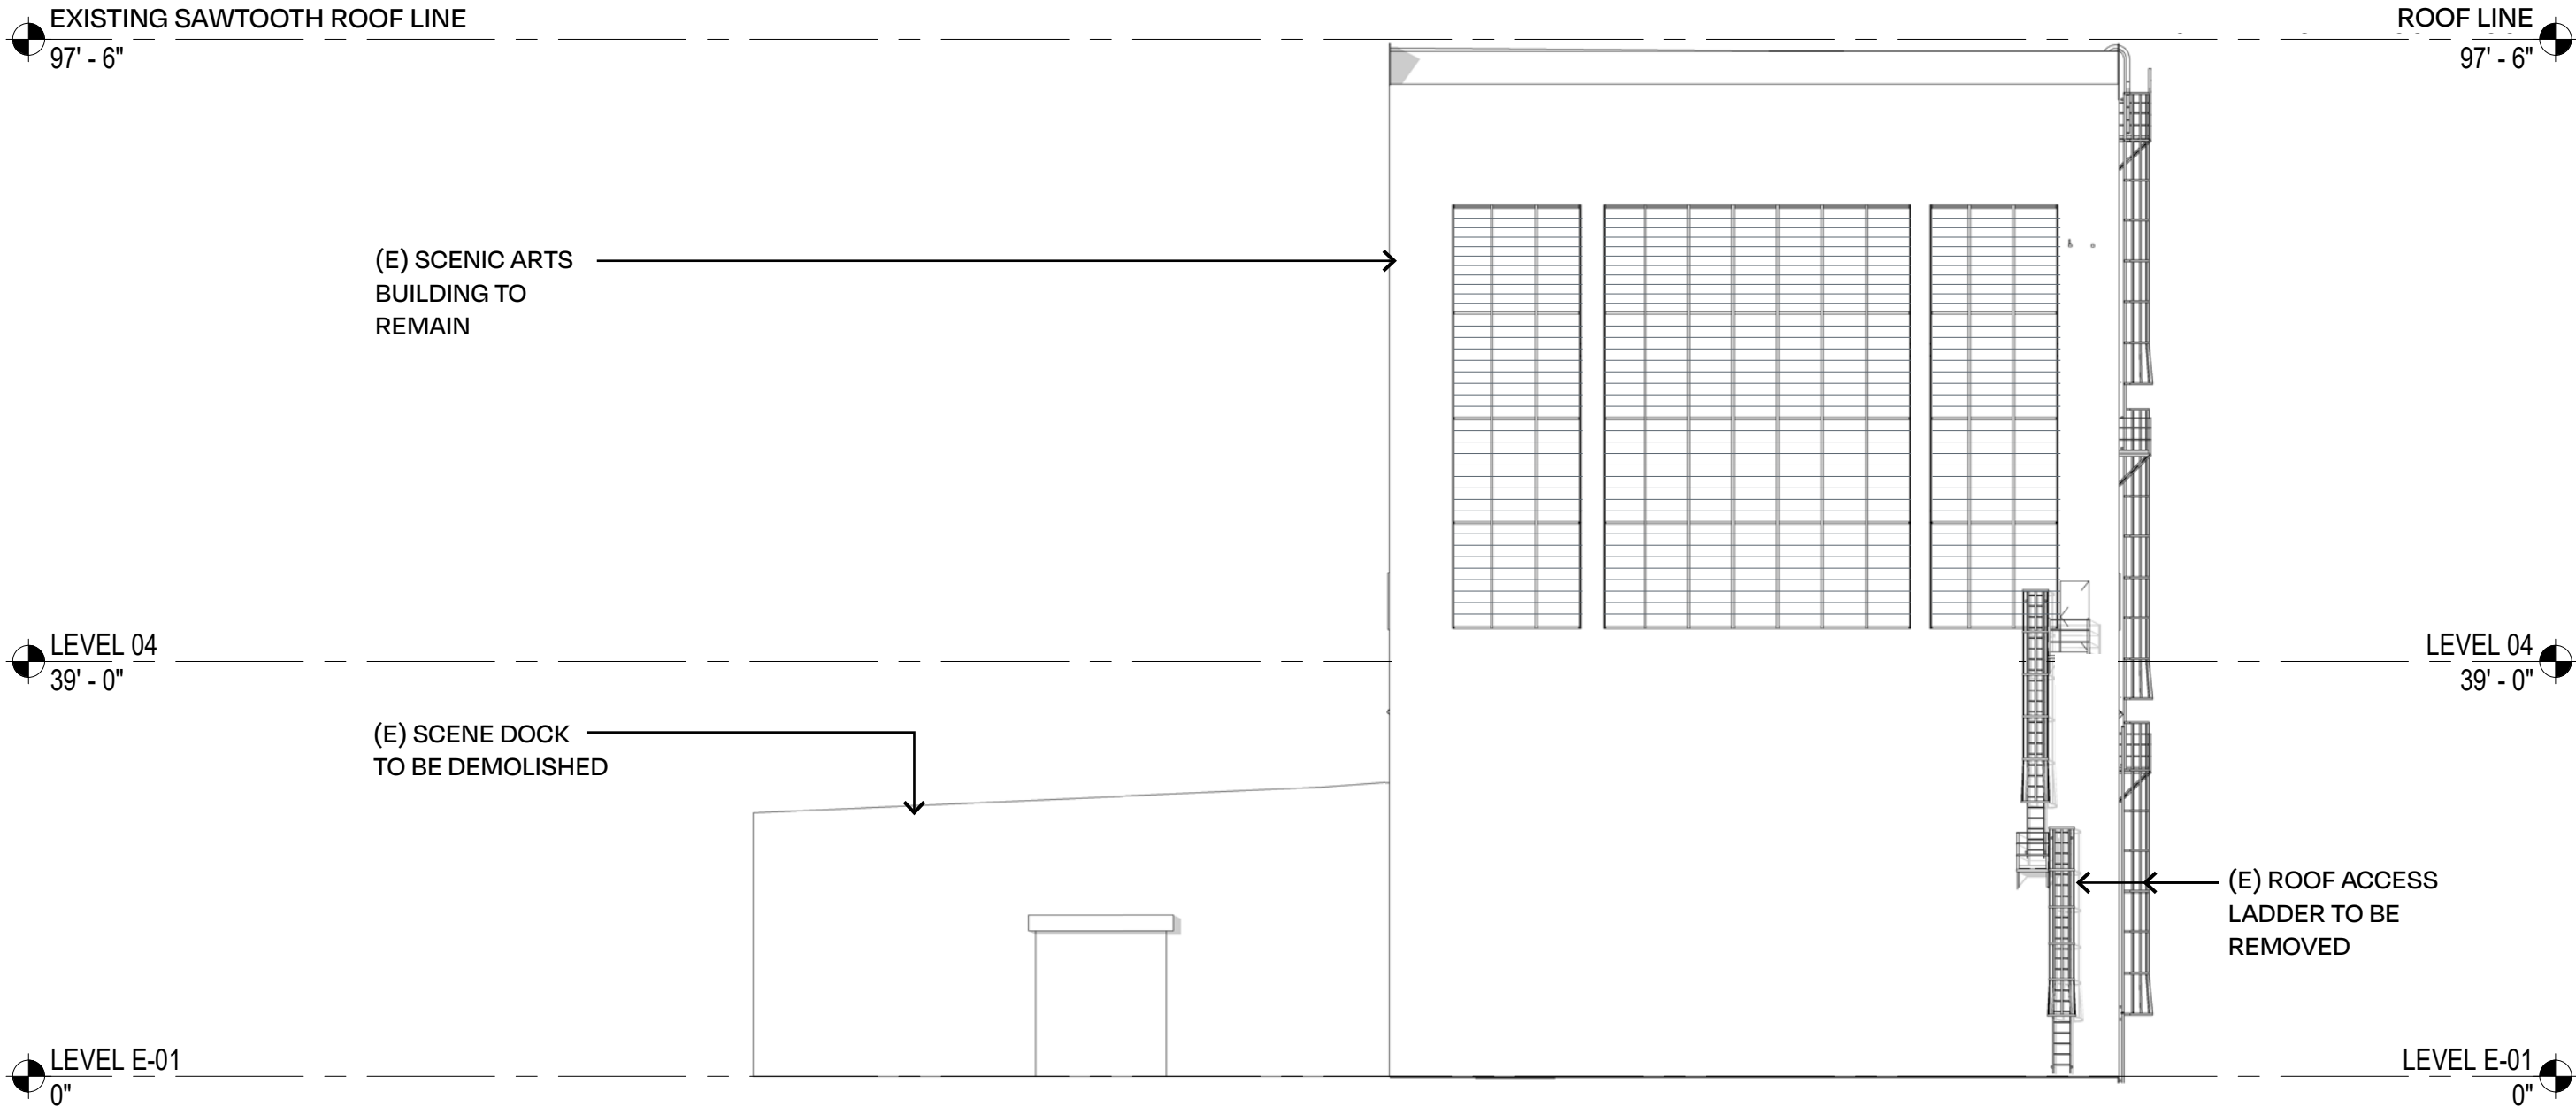 EXISTING SAWTOOTH ROOF LINE
97' - 6"
ROOF LINE
97' - 6"
(E) SCENIC ARTS
BUILDING TO
REMAIN
LEVEL 04
39' - 0"
LEVEL 04
39' - 0"
(E) SCENE DOCK
TO BE DEMOLISHED
(E) ROOF ACCESS
LADDER TO BE
REMOVED
LEVEL E-01
0"
LEVEL E-01
0"